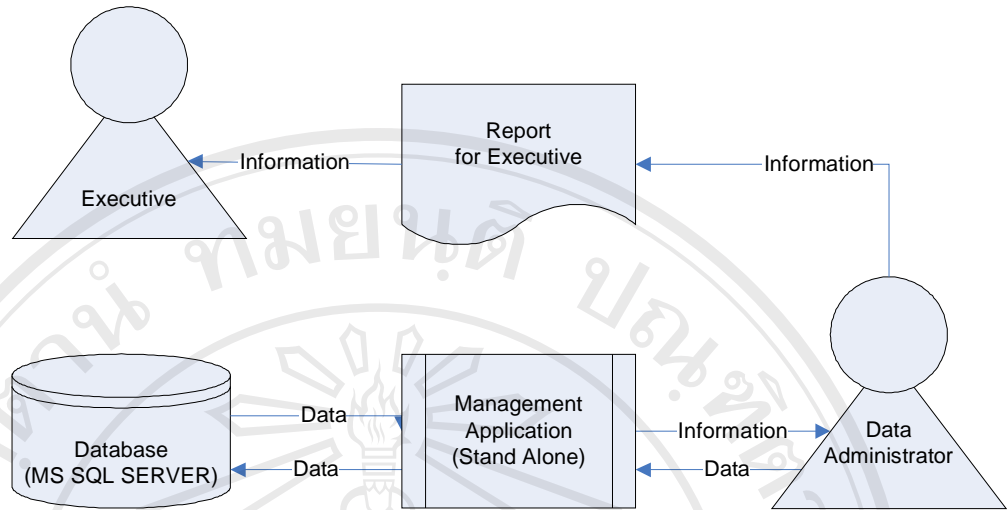 Executive
Information
Report
for Executive
Information
Database
(MS SQL SERVER)
Data
Data
Management
Application
(Stand Alone)
Information
Data
Data
Administrator